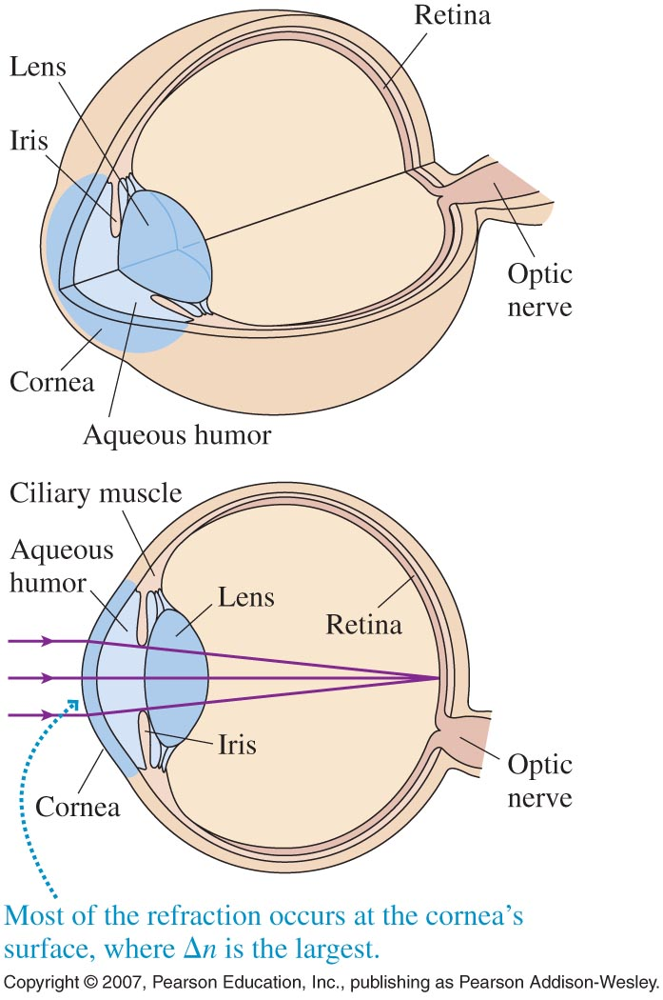 Retina
Lens
Iris
Optic
nerve
Cornea
Aqueous humor
Ciliary muscle
Aqueous
humor
Lens
Retina
Iris
Optic
nerve
Cornea
Most of the refraction occurs at the cornea's
surface, where Δn is the largest.
Copyright © 2007, Pearson Education, Inc., publishing as Pearson Addison-Wesley.